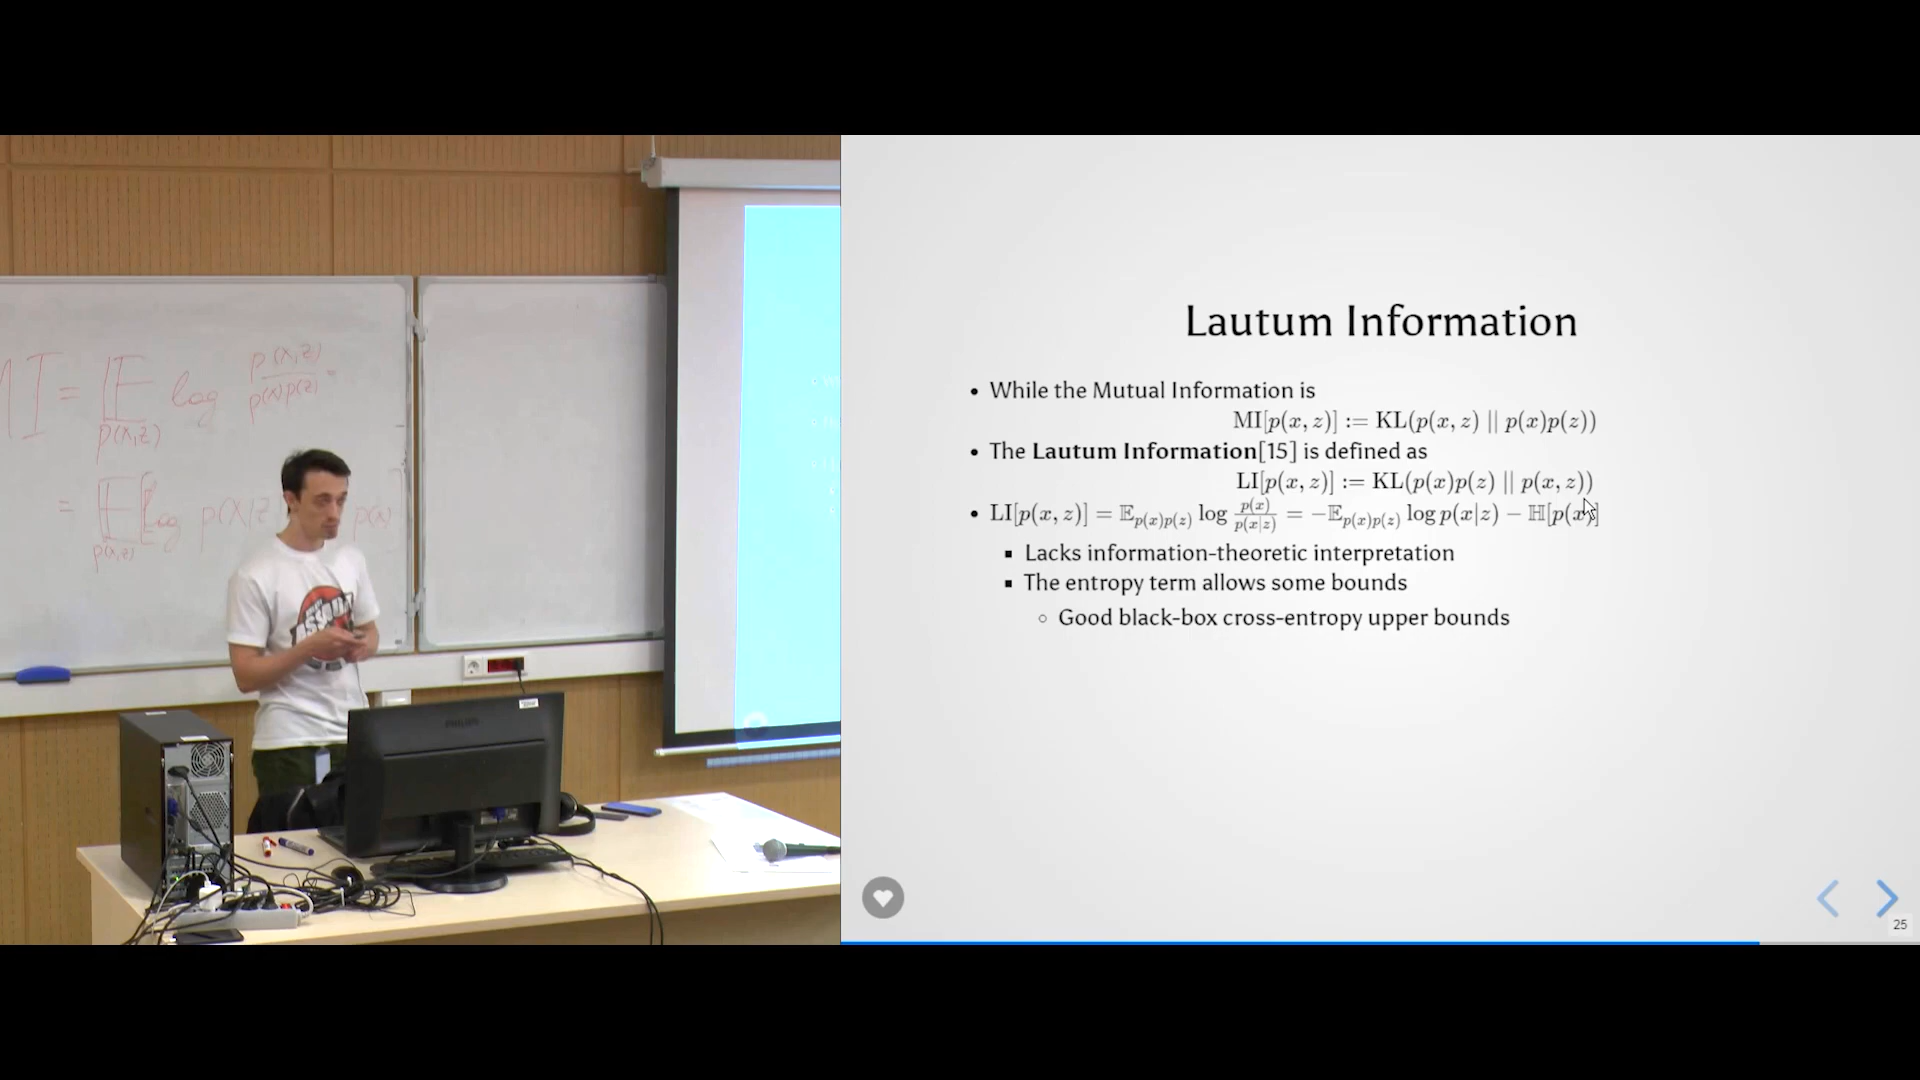 MI = E log p(x,z) / p(x)p(z)
p(x,z)
= E [log p(x|z p(x)
p(x,z)
PHILIPS
Lautum Information
• While the Mutual Information is
MI[p(x, z)] := KL(p(x, z) || p(x)p(z))
• The Lautum Information[15] is defined as
LI[p(x, z)] := KL(p(x)p(z) || p(x, z))
• LI[p(x, z)] = 𝔼p(x)p(z) log p(x)/p(x|z) = −𝔼p(x)p(z) log p(x|z) − ℍ[p(x)]
▪ Lacks information-theoretic interpretation
▪ The entropy term allows some bounds
○ Good black-box cross-entropy upper bounds
25